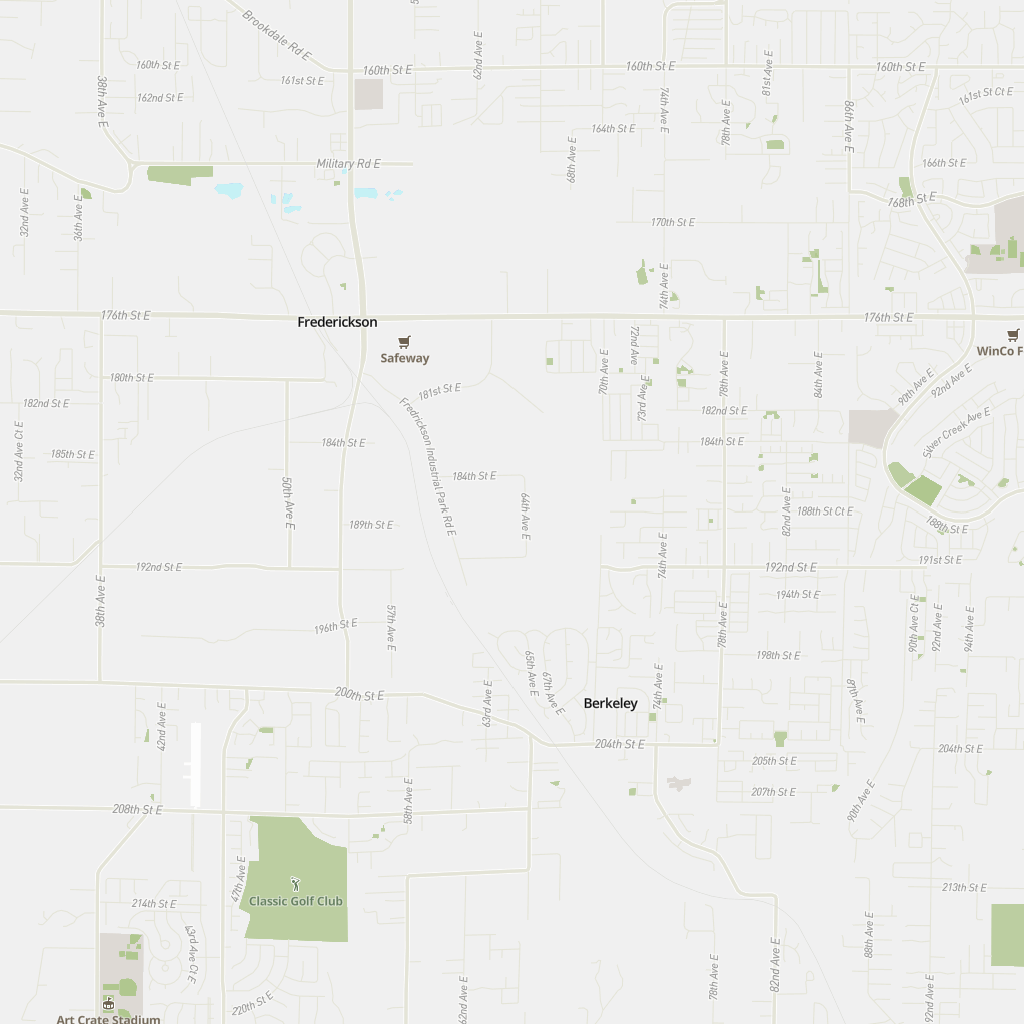 Brookdale Rd E
62nd Ave E
160th St E
161st St E
160th St E
160th St E
160th St E
81st Ave E
38th Ave E
162nd St E
74th Ave E
78th Ave E
86th Ave E
161st St Ct E
164th St E
68th Ave E
Military Rd E
166th St E
168th St E
32nd Ave E
36th Ave E
170th St E
74th Ave E
176th St E
Frederickson
176th St E
Safeway
72nd Ave
WinCo F
70th Ave E
78th Ave E
84th Ave E
180th St E
181st St E
73rd Ave E
90th Ave E
92nd Ave E
182nd St E
182nd St E
Fredrickson Industrial Park Rd E
Silver Creek Ave E
184th St E
184th St E
32nd Ave Ct E
185th St E
184th St E
50th Ave E
64th Ave E
82nd Ave E
188th St Ct E
189th St E
188th St E
74th Ave E
192nd St E
192nd St E
191st St E
38th Ave E
194th St E
57th Ave E
78th Ave E
90th Ave Ct E
92nd Ave E
94th Ave E
196th St E
198th St E
65th Ave E
67th Ave E
74th Ave E
200th St E
63rd Ave E
Berkeley
87th Ave E
42nd Ave E
204th St E
204th St E
205th St E
58th Ave E
207th St E
90th Ave E
208th St E
47th Ave E
Classic Golf Club
213th St E
214th St E
43rd Ave Ct E
88th Ave E
82nd Ave E
78th Ave E
62nd Ave E
92nd Ave E
220th St E
Art Crate Stadium